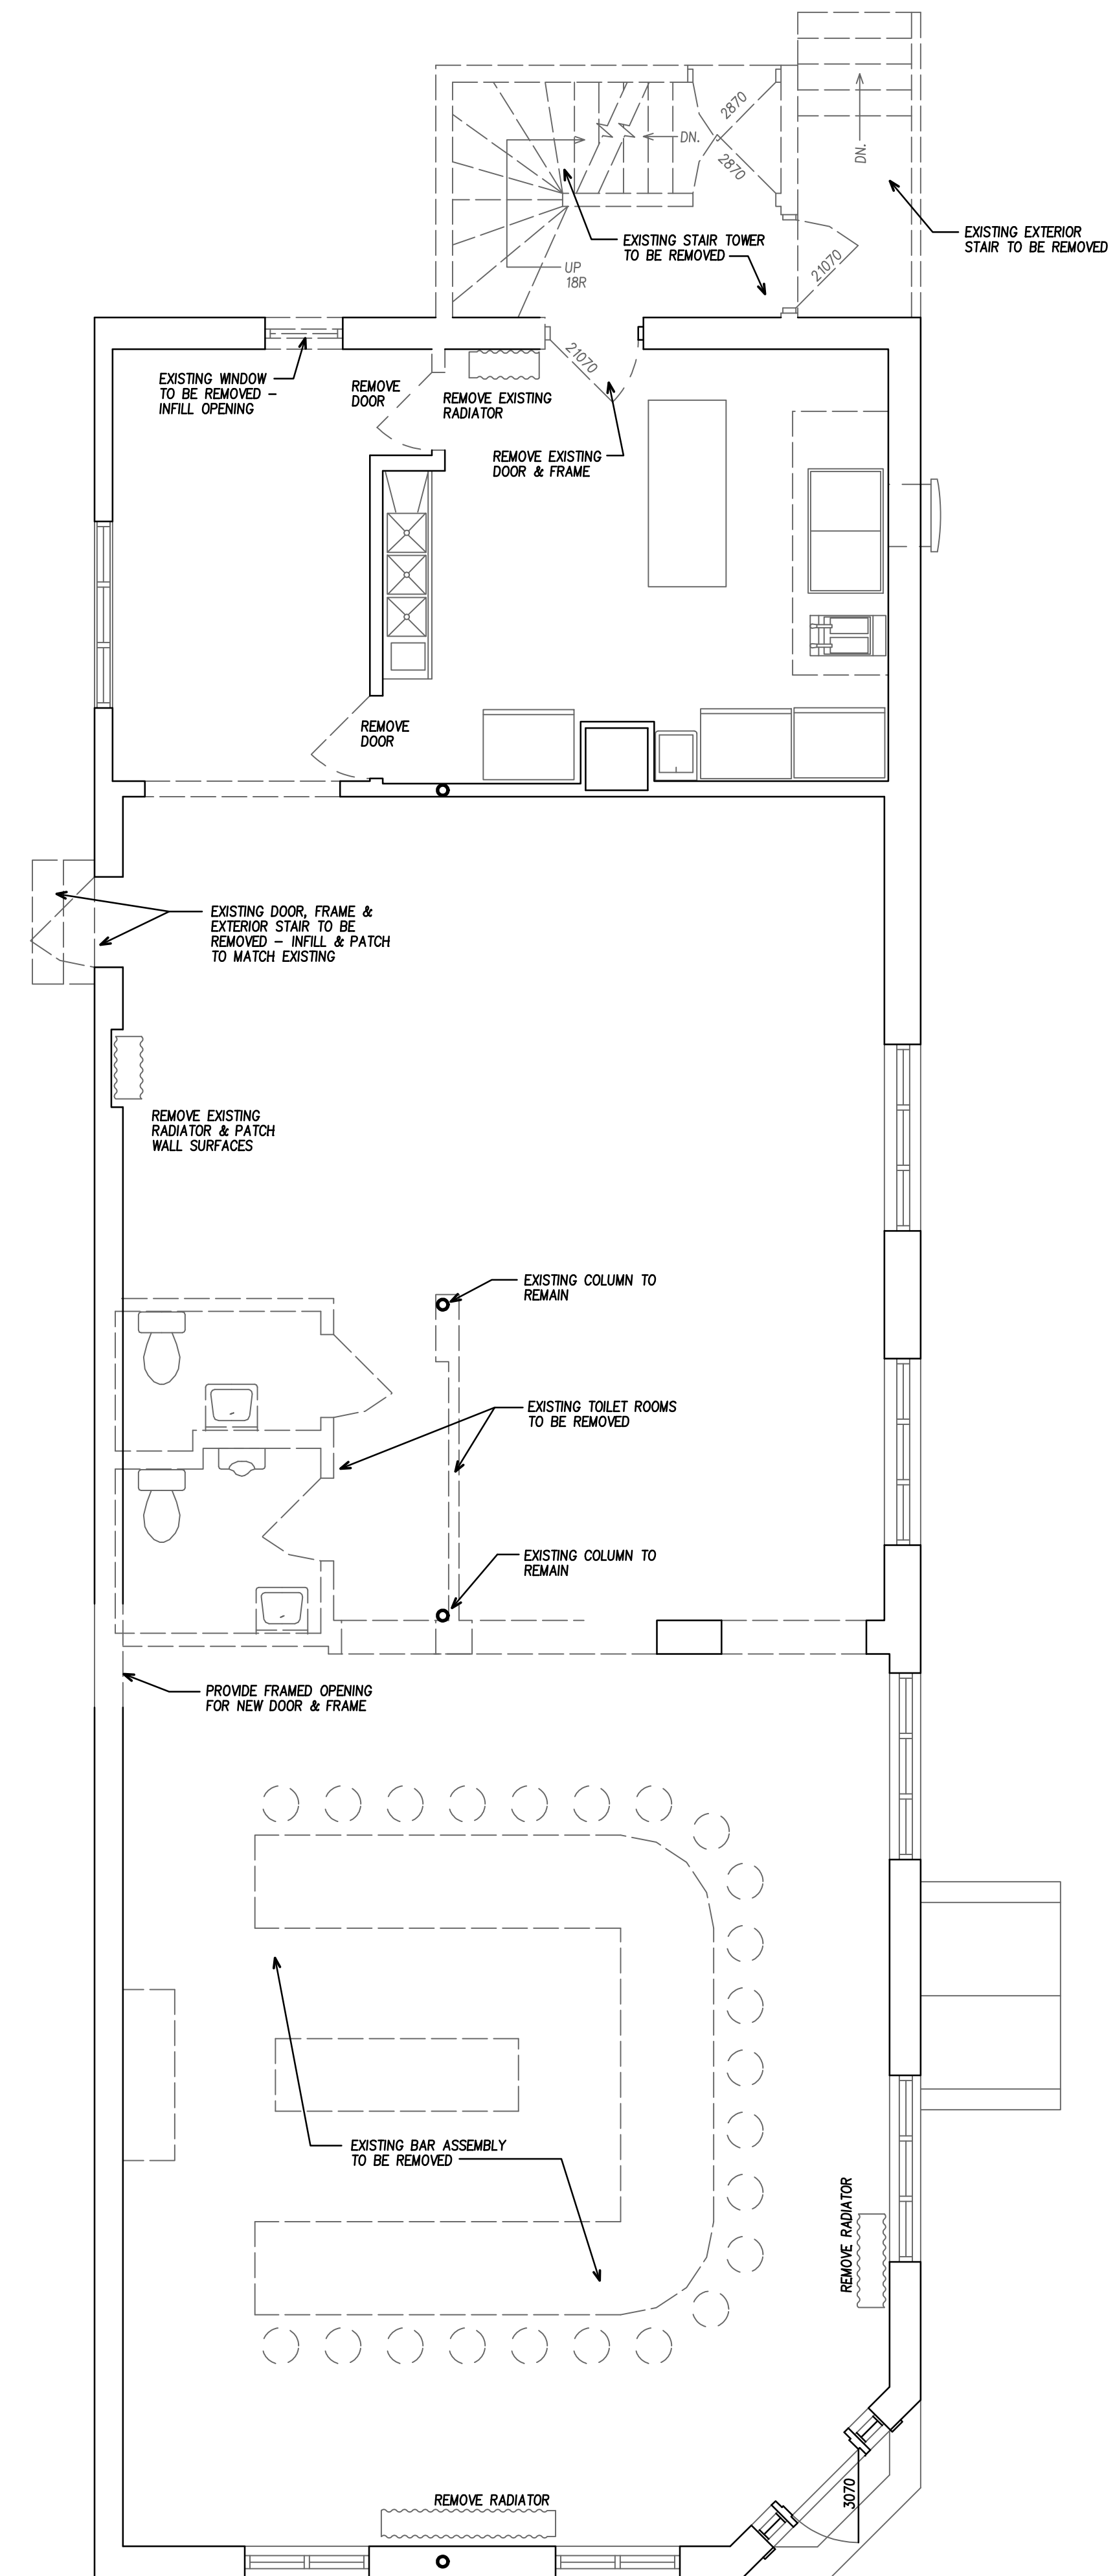 2870
DN.
2870
DN.
EXISTING STAIR TOWER
TO BE REMOVED
EXISTING EXTERIOR
STAIR TO BE REMOVED
21070
UP
18R
EXISTING WINDOW
TO BE REMOVED –
INFILL OPENING
REMOVE
DOOR
21070
REMOVE EXISTING
RADIATOR
REMOVE EXISTING
DOOR & FRAME
REMOVE
DOOR
EXISTING DOOR, FRAME &
EXTERIOR STAIR TO BE
REMOVED – INFILL & PATCH
TO MATCH EXISTING
REMOVE EXISTING
RADIATOR & PATCH
WALL SURFACES
EXISTING COLUMN TO
REMAIN
EXISTING TOILET ROOMS
TO BE REMOVED
EXISTING COLUMN TO
REMAIN
PROVIDE FRAMED OPENING
FOR NEW DOOR & FRAME
EXISTING BAR ASSEMBLY
TO BE REMOVED
REMOVE RADIATOR
REMOVE RADIATOR
3070